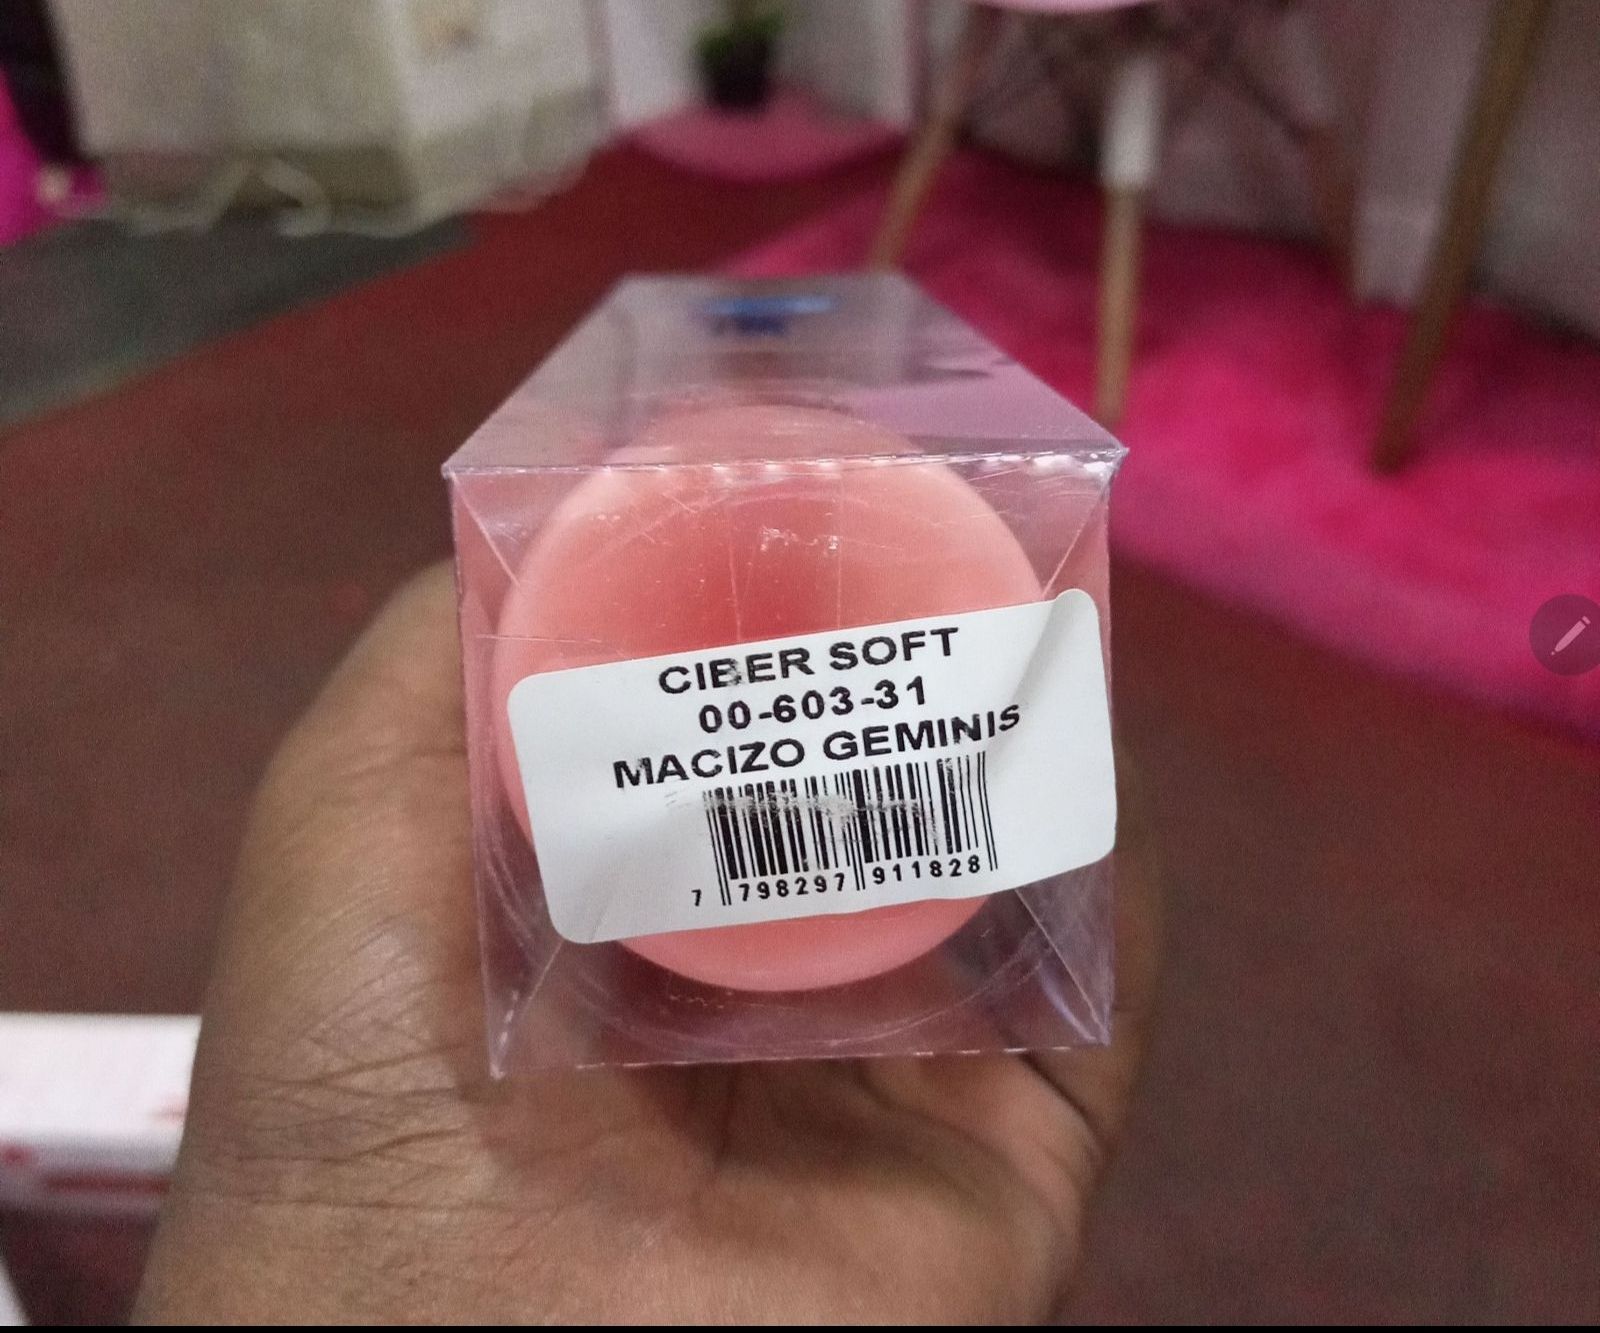 CIBER SOFT
00-603-31
MACIZO GEMINIS
7 798297 911828